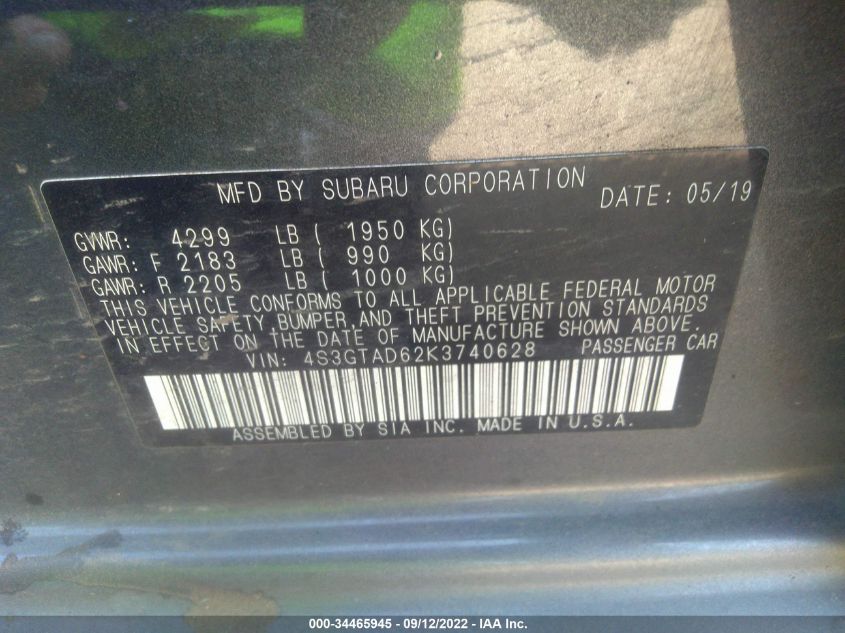 MFD BY SUBARU CORPORATION DATE: 05/19
GVWR: 4299 LB ( 1950 KG)
GAWR: F 2183 LB ( 990 KG)
GAWR: R 2205 LB ( 1000 KG)
THIS VEHICLE CONFORMS TO ALL APPLICABLE FEDERAL MOTOR
VEHICLE SAFETY, BUMPER, AND THEFT PREVENTION STANDARDS
IN EFFECT ON THE DATE OF MANUFACTURE SHOWN ABOVE.
VIN: 4S3GTAD62K3740628 PASSENGER CAR
ASSEMBLED BY SIA INC. MADE IN U.S.A.
000-34465945 - 09/12/2022 - IAA Inc.